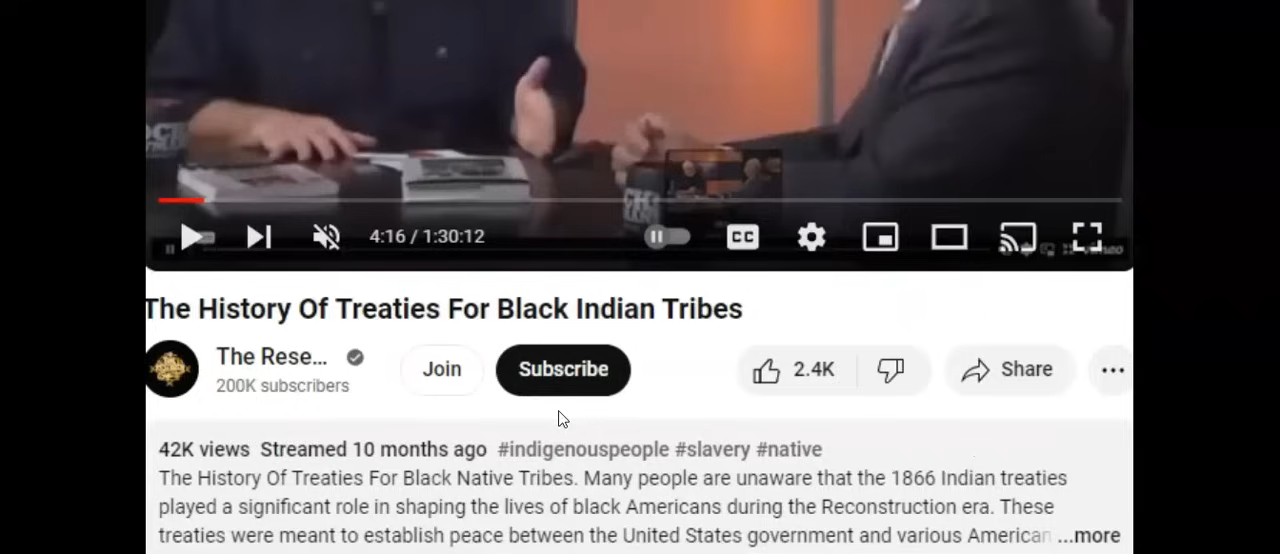 4:16 / 1:30:12
CC
The History Of Treaties For Black Indian Tribes
The Rese...
200K subscribers
Join
Subscribe
2.4K
Share
...
42K views Streamed 10 months ago #indigenouspeople #slavery #native
The History Of Treaties For Black Native Tribes. Many people are unaware that the 1866 Indian treaties
played a significant role in shaping the lives of black Americans during the Reconstruction era. These
treaties were meant to establish peace between the United States government and various American ...more